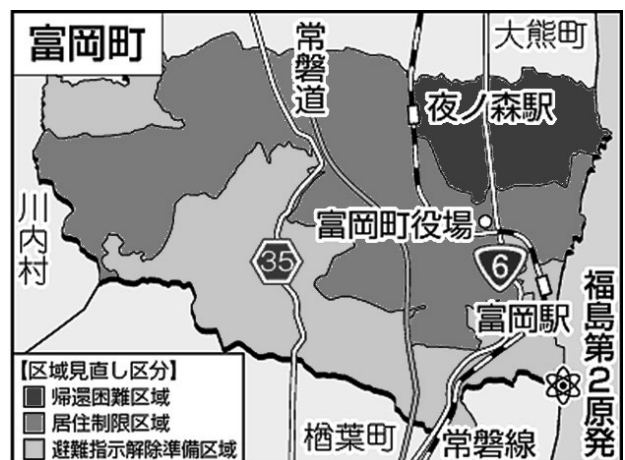 富岡町
常磐道
大熊町
夜ノ森駅
川内村
富岡町役場
35
6
富岡駅
福島第2原発
【区域見直し区分】
帰還困難区域
居住制限区域
避難指示解除準備区域
楢葉町
常磐線